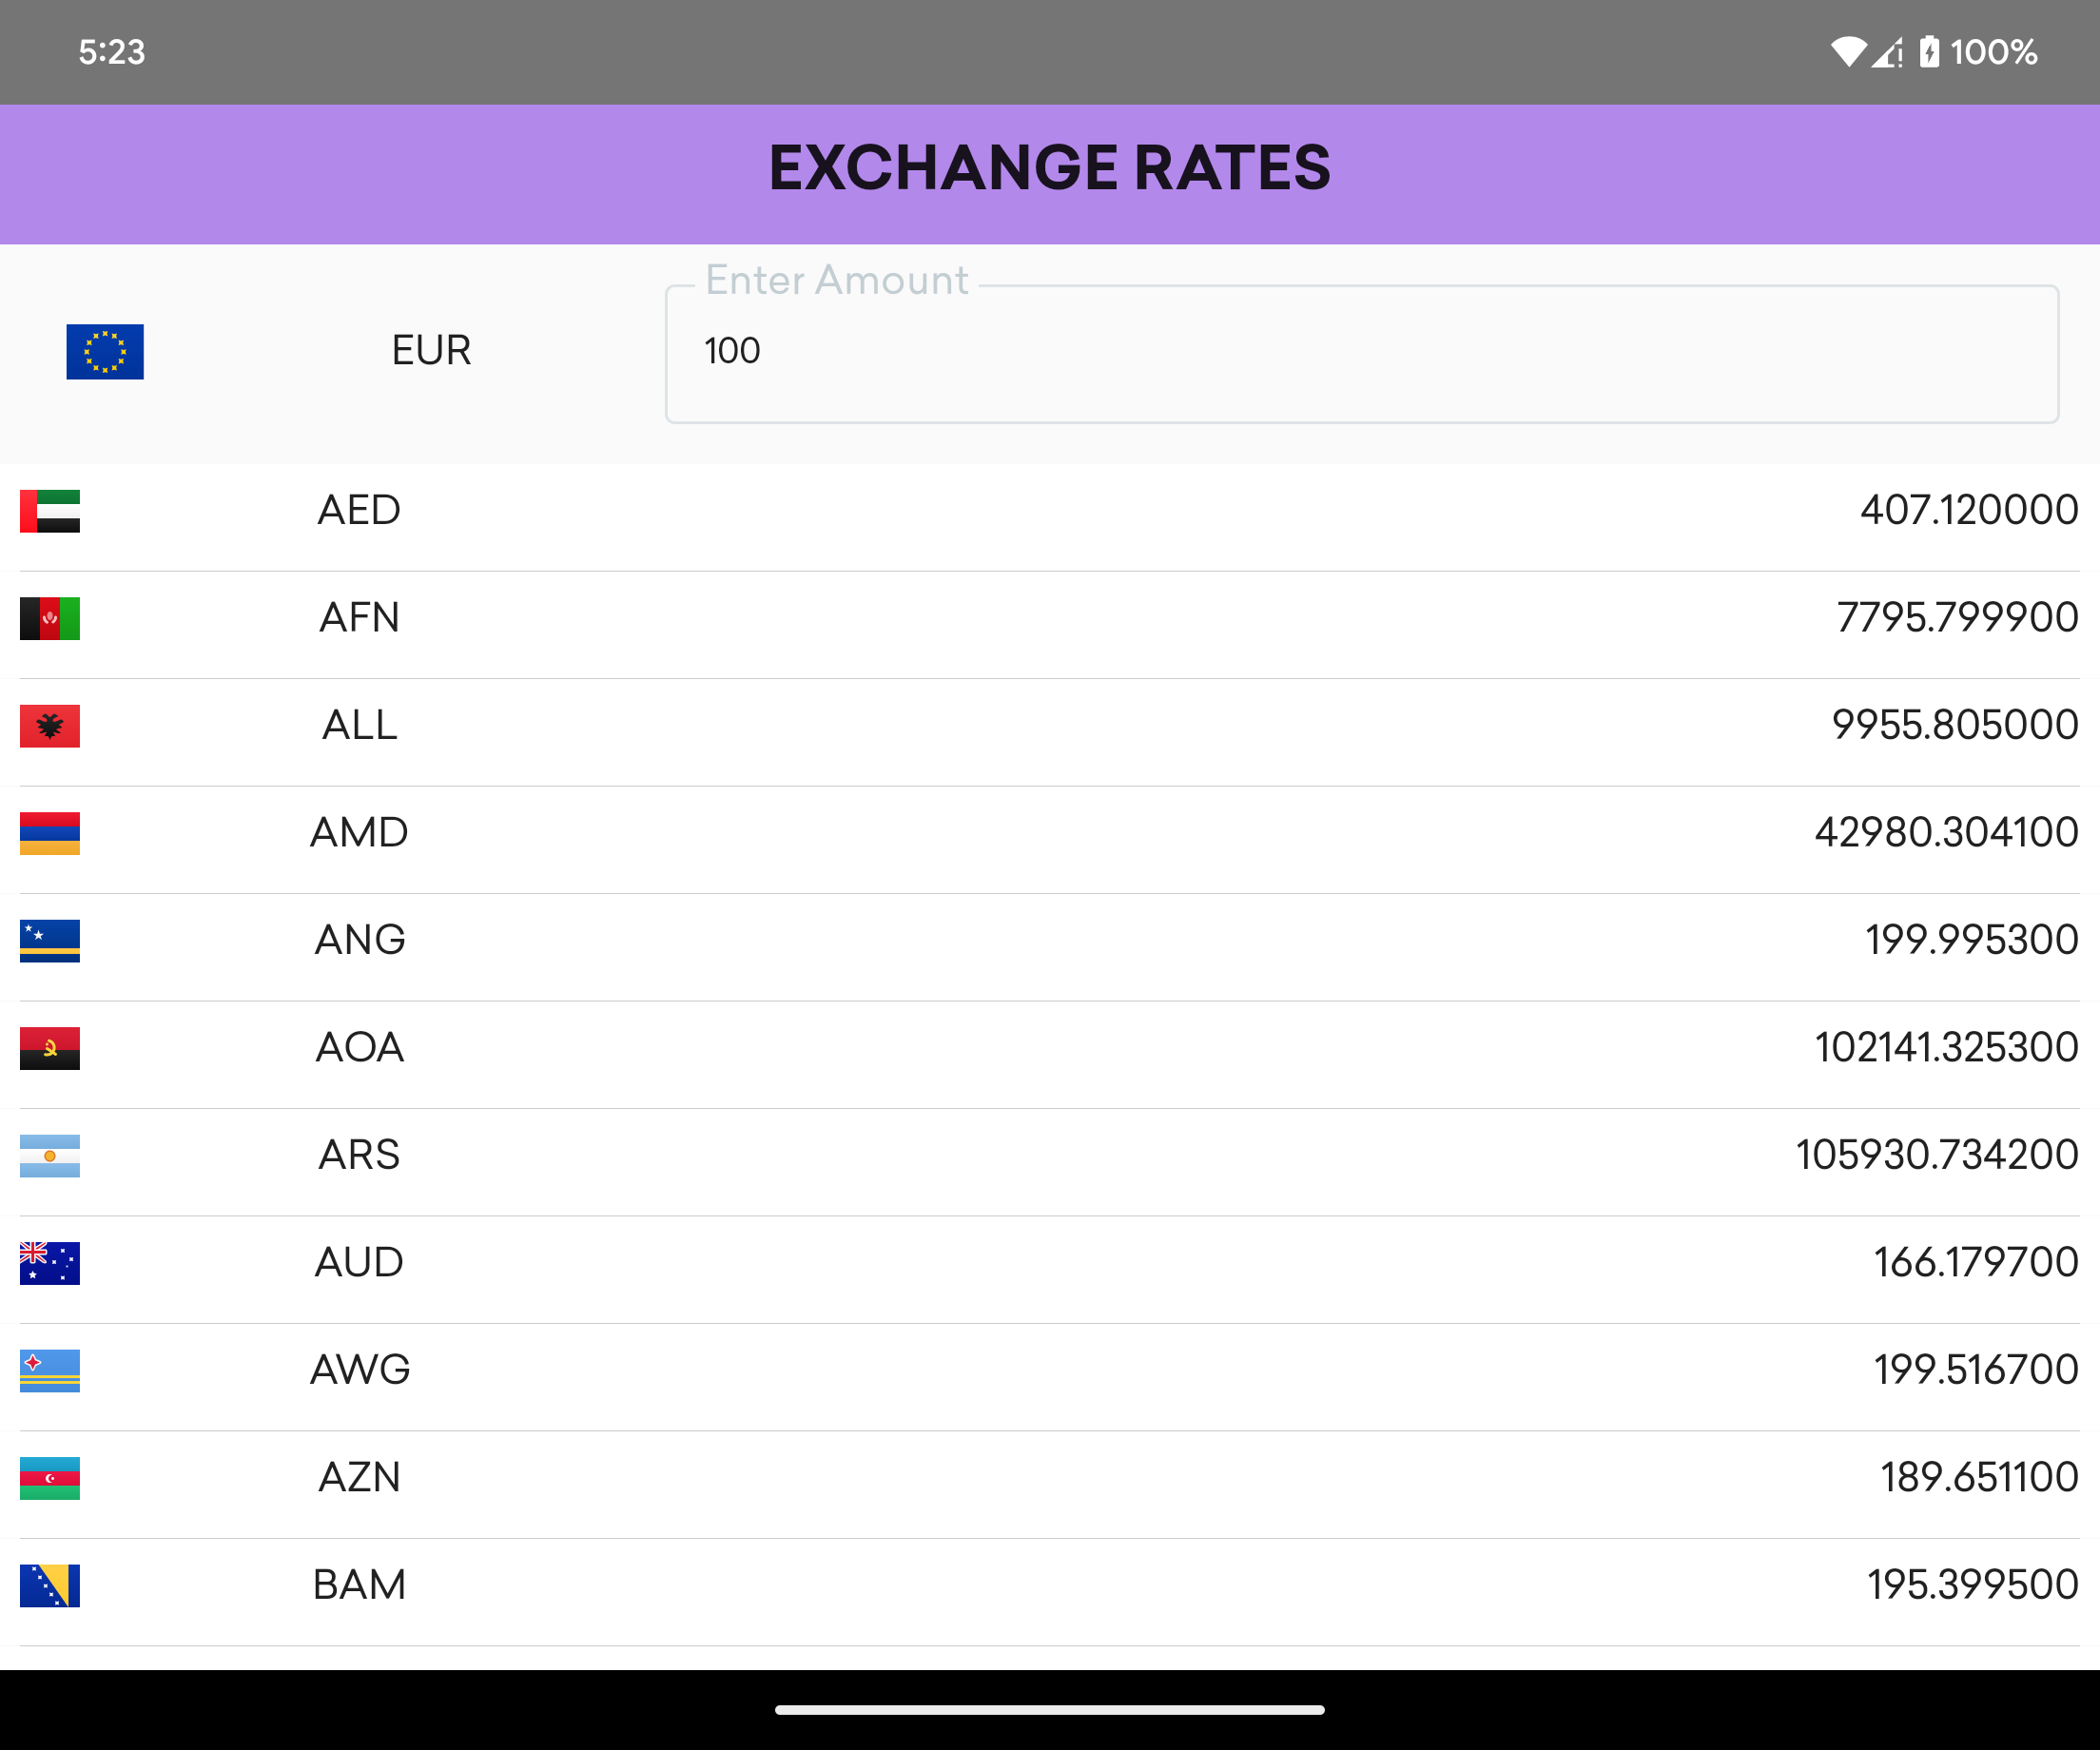 5:23 100%
EXCHANGE RATES
Enter Amount
EUR 100
AED 407.120000
AFN 7795.799900
ALL 9955.805000
AMD 42980.304100
ANG 199.995300
AOA 102141.325300
ARS 105930.734200
AUD 166.179700
AWG 199.516700
AZN 189.651100
BAM 195.399500